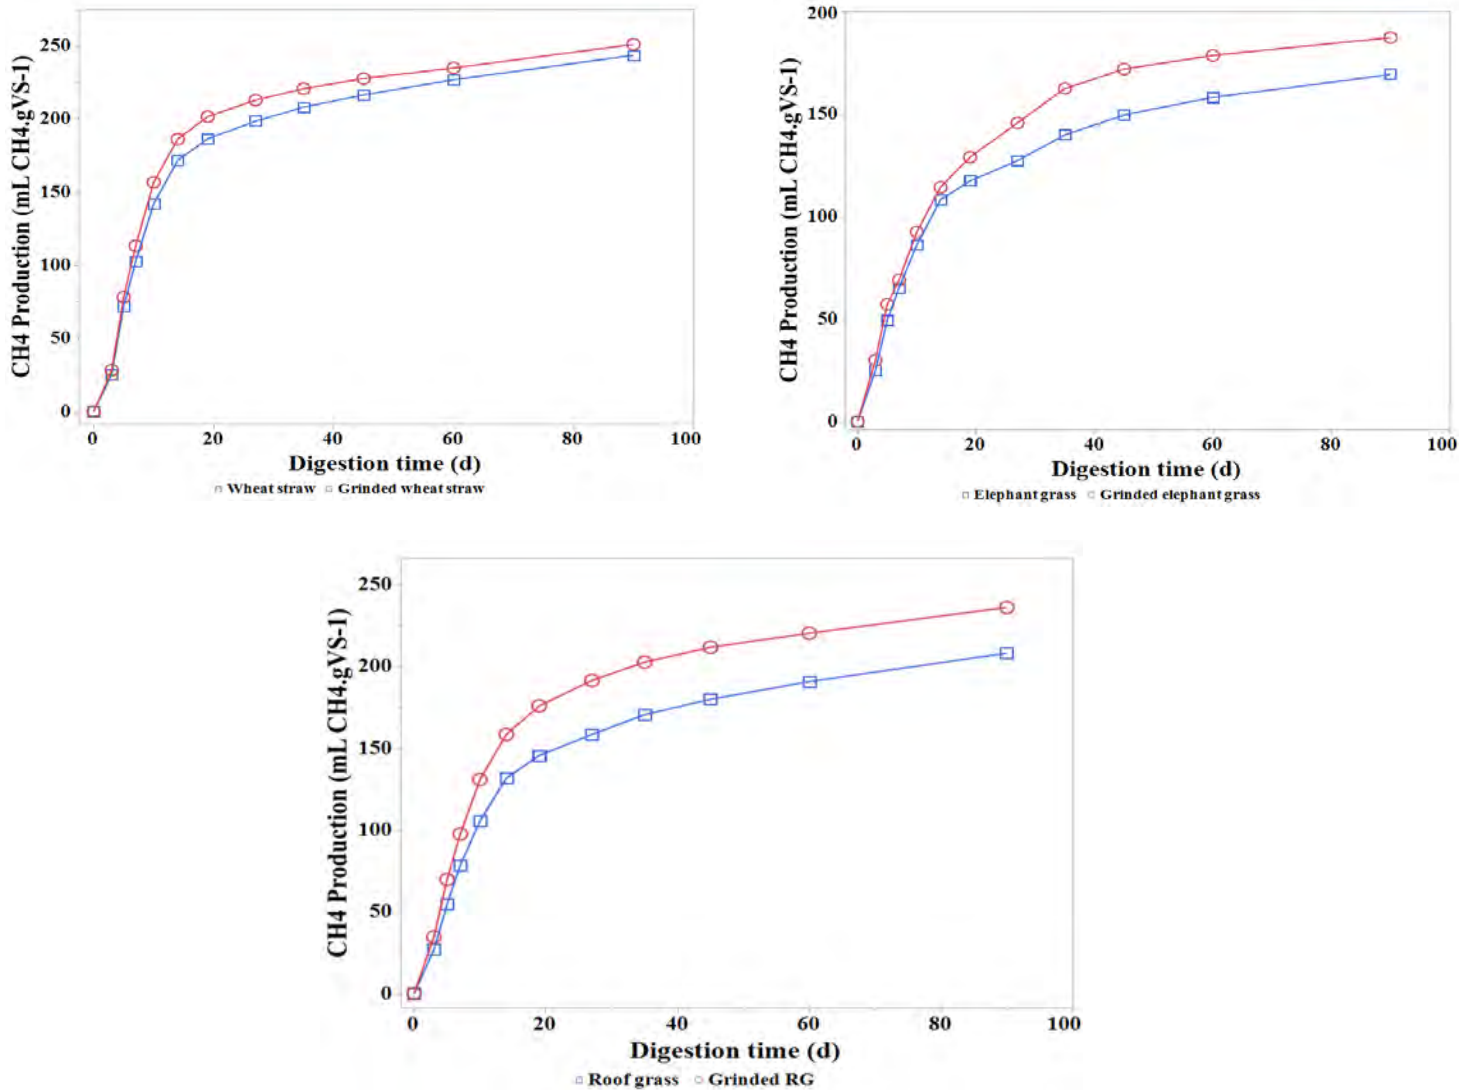 CH4 Production (mL CH4.gVS-1)
250
200
150
100
50
0
0 20 40 60 80 100
Digestion time (d)
Wheat straw Grinded wheat straw
CH4 Production (mL CH4.gVS-1)
200
150
100
50
0
0 20 40 60 80 100
Digestion time (d)
Elephant grass Grinded elephant grass
CH4 Production (mL CH4.gVS-1)
250
200
150
100
50
0
0 20 40 60 80 100
Digestion time (d)
Roof grass Grinded RG